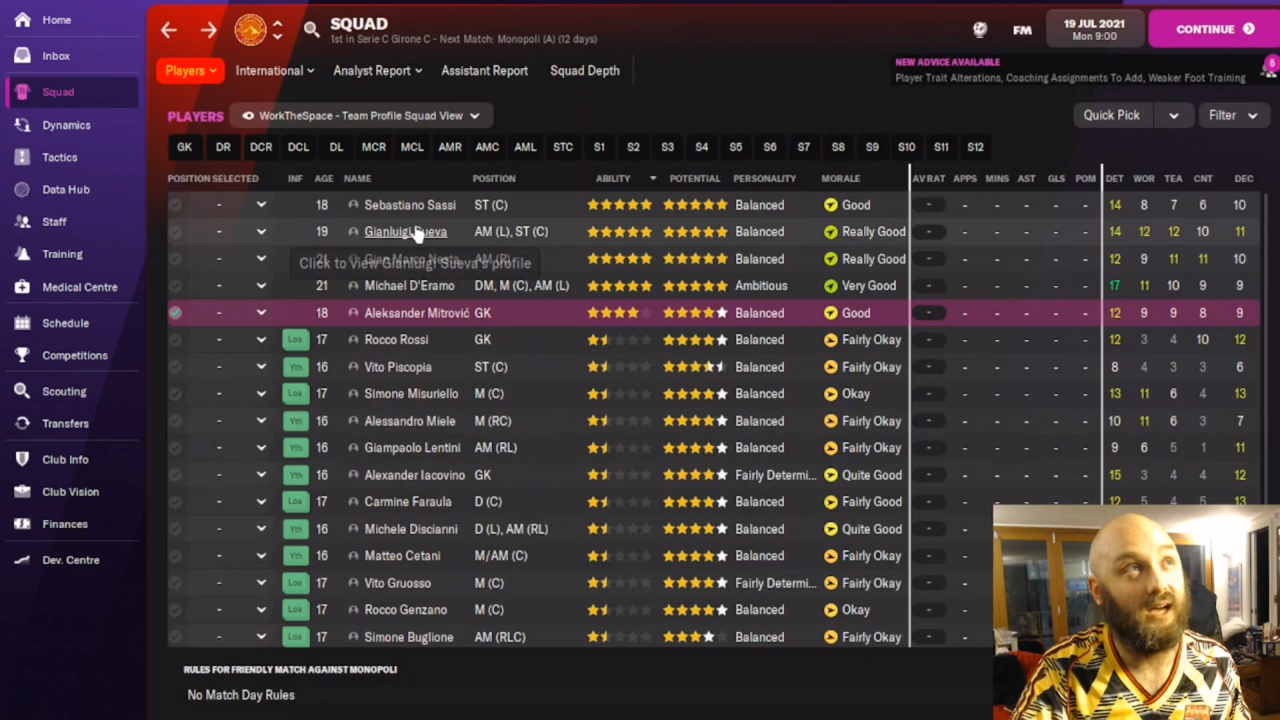 Home
Inbox
Squad
Dynamics
Tactics
Data Hub
Staff
Training
Medical Centre
Schedule
Competitions
Scouting
Transfers
Club Info
Club Vision
Finances
Dev. Centre
SQUAD
1st in Serie C Girone C - Next Match: Monopoli (A) (12 days)
FM
19 JUL 2021
Mon 9:00
CONTINUE
Players International Analyst Report Assistant Report Squad Depth
NEW ADVICE AVAILABLE
Player Trait Alterations, Coaching Assignments To Add, Weaker Foot Training
5
PLAYERS WorkTheSpace - Team Profile Squad View Quick Pick Filter
GK DR DCR DCL DL MCR MCL AMR AMC AML STC S1 S2 S3 S4 S5 S6 S7 S8 S9 S10 S11 S12
POSITION SELECTED INF AGE NAME POSITION ABILITY POTENTIAL PERSONALITY MORALE AV RAT APPS MINS AST GLS POM DET WOR TEA CNT DEC
- 18 Sebastiano Sassi ST (C) Balanced Good - - - - - - 14 8 7 6 10
- 19 Gianluigi Sueva AM (L), ST (C) Balanced Really Good - - - - - - 14 12 12 10 11
- 21 Balanced Really Good - - - - - - 12 9 11 11 10
Click to View Gianluigi Sueva's profile
- 21 Michael D'Eramo DM, M (C), AM (L) Ambitious Very Good - - - - - - 17 11 10 9 9
- 18 Aleksander Mitrović GK Balanced Good - - - - - - 12 9 9 8 9
- Loa 17 Rocco Rossi GK Balanced Fairly Okay - - - - - - 12 3 4 10 12
- Yth 16 Vito Piscopia ST (C) Balanced Fairly Okay - - - - - - 8 4 3 3 6
- Loa 17 Simone Misuriello M (C) Balanced Okay - - - - - - 13 11 6 4 13
- Yth 16 Alessandro Miele M (RC) Balanced Fairly Okay - - - - - - 10 11 6 3 7
- Yth 16 Giampaolo Lentini AM (RL) Balanced Fairly Okay - - - - - - 9 6 5 1 11
- Yth 16 Alexander Iacovino GK Fairly Determi... Quite Good - - - - - - 15 3 4 4 12
- Loa 17 Carmine Faraula D (C) Balanced Fairly Good - - - - - - 12 5 4 5 13
- Yth 16 Michele Discianni D (L), AM (RL) Balanced Quite Good - -
- Yth 16 Matteo Cetani M/AM (C) Balanced Fairly Okay - -
- Loa 17 Vito Gruosso M (C) Fairly Determi... Fairly Okay - -
- Loa 17 Rocco Genzano M (C) Balanced Okay - -
- Loa 17 Simone Buglione AM (RLC) Balanced Fairly Okay - -
RULES FOR FRIENDLY MATCH AGAINST MONOPOLI
No Match Day Rules